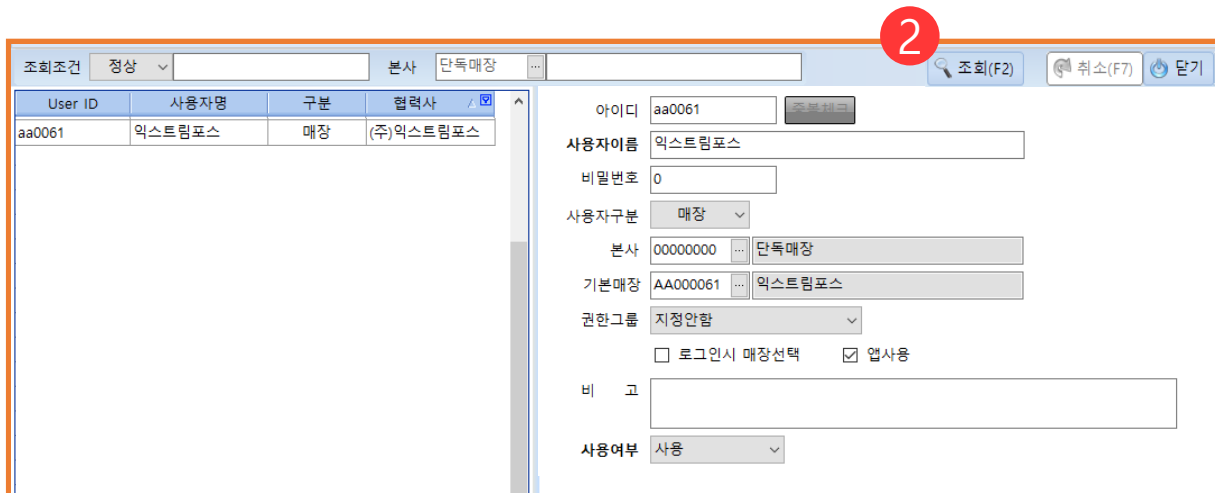 2
조회조건 정상 본사 단독매장 ... 조회(F2) 취소(F7) 닫기
User ID 사용자명 구분 협력사
aa0061 익스트림포스 매장 (주)익스트림포스
아이디 aa0061 중복체크
사용자이름 익스트림포스
비밀번호 0
사용자구분 매장
본사 00000000 ... 단독매장
기본매장 AA000061 ... 익스트림포스
권한그룹 지정안함
로그인시 매장선택 앱사용
비 고
사용여부 사용